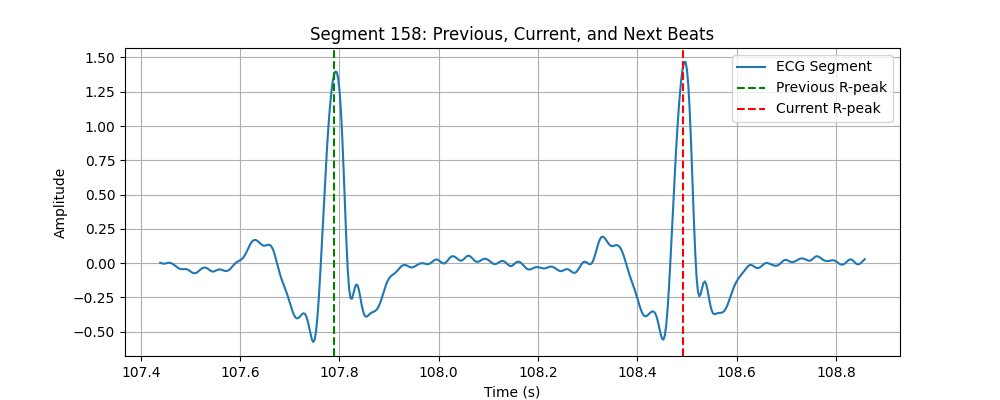 Segment 158: Previous, Current, and Next Beats
ECG Segment
Previous R-peak
Current R-peak
Amplitude
1.50
1.25
1.00
0.75
0.50
0.25
0.00
−0.25
−0.50
107.4 107.6 107.8 108.0 108.2 108.4 108.6 108.8
Time (s)